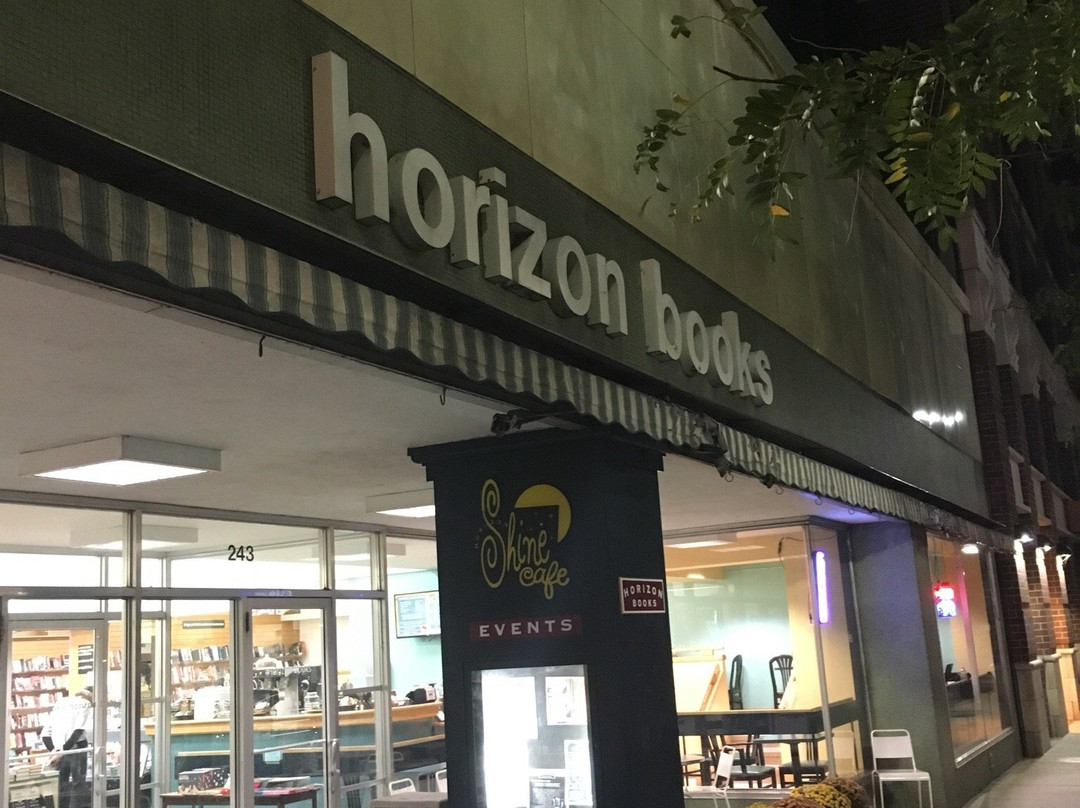 horizon books
243
Shine
cafe
EVENTS
HORIZON
BOOKS